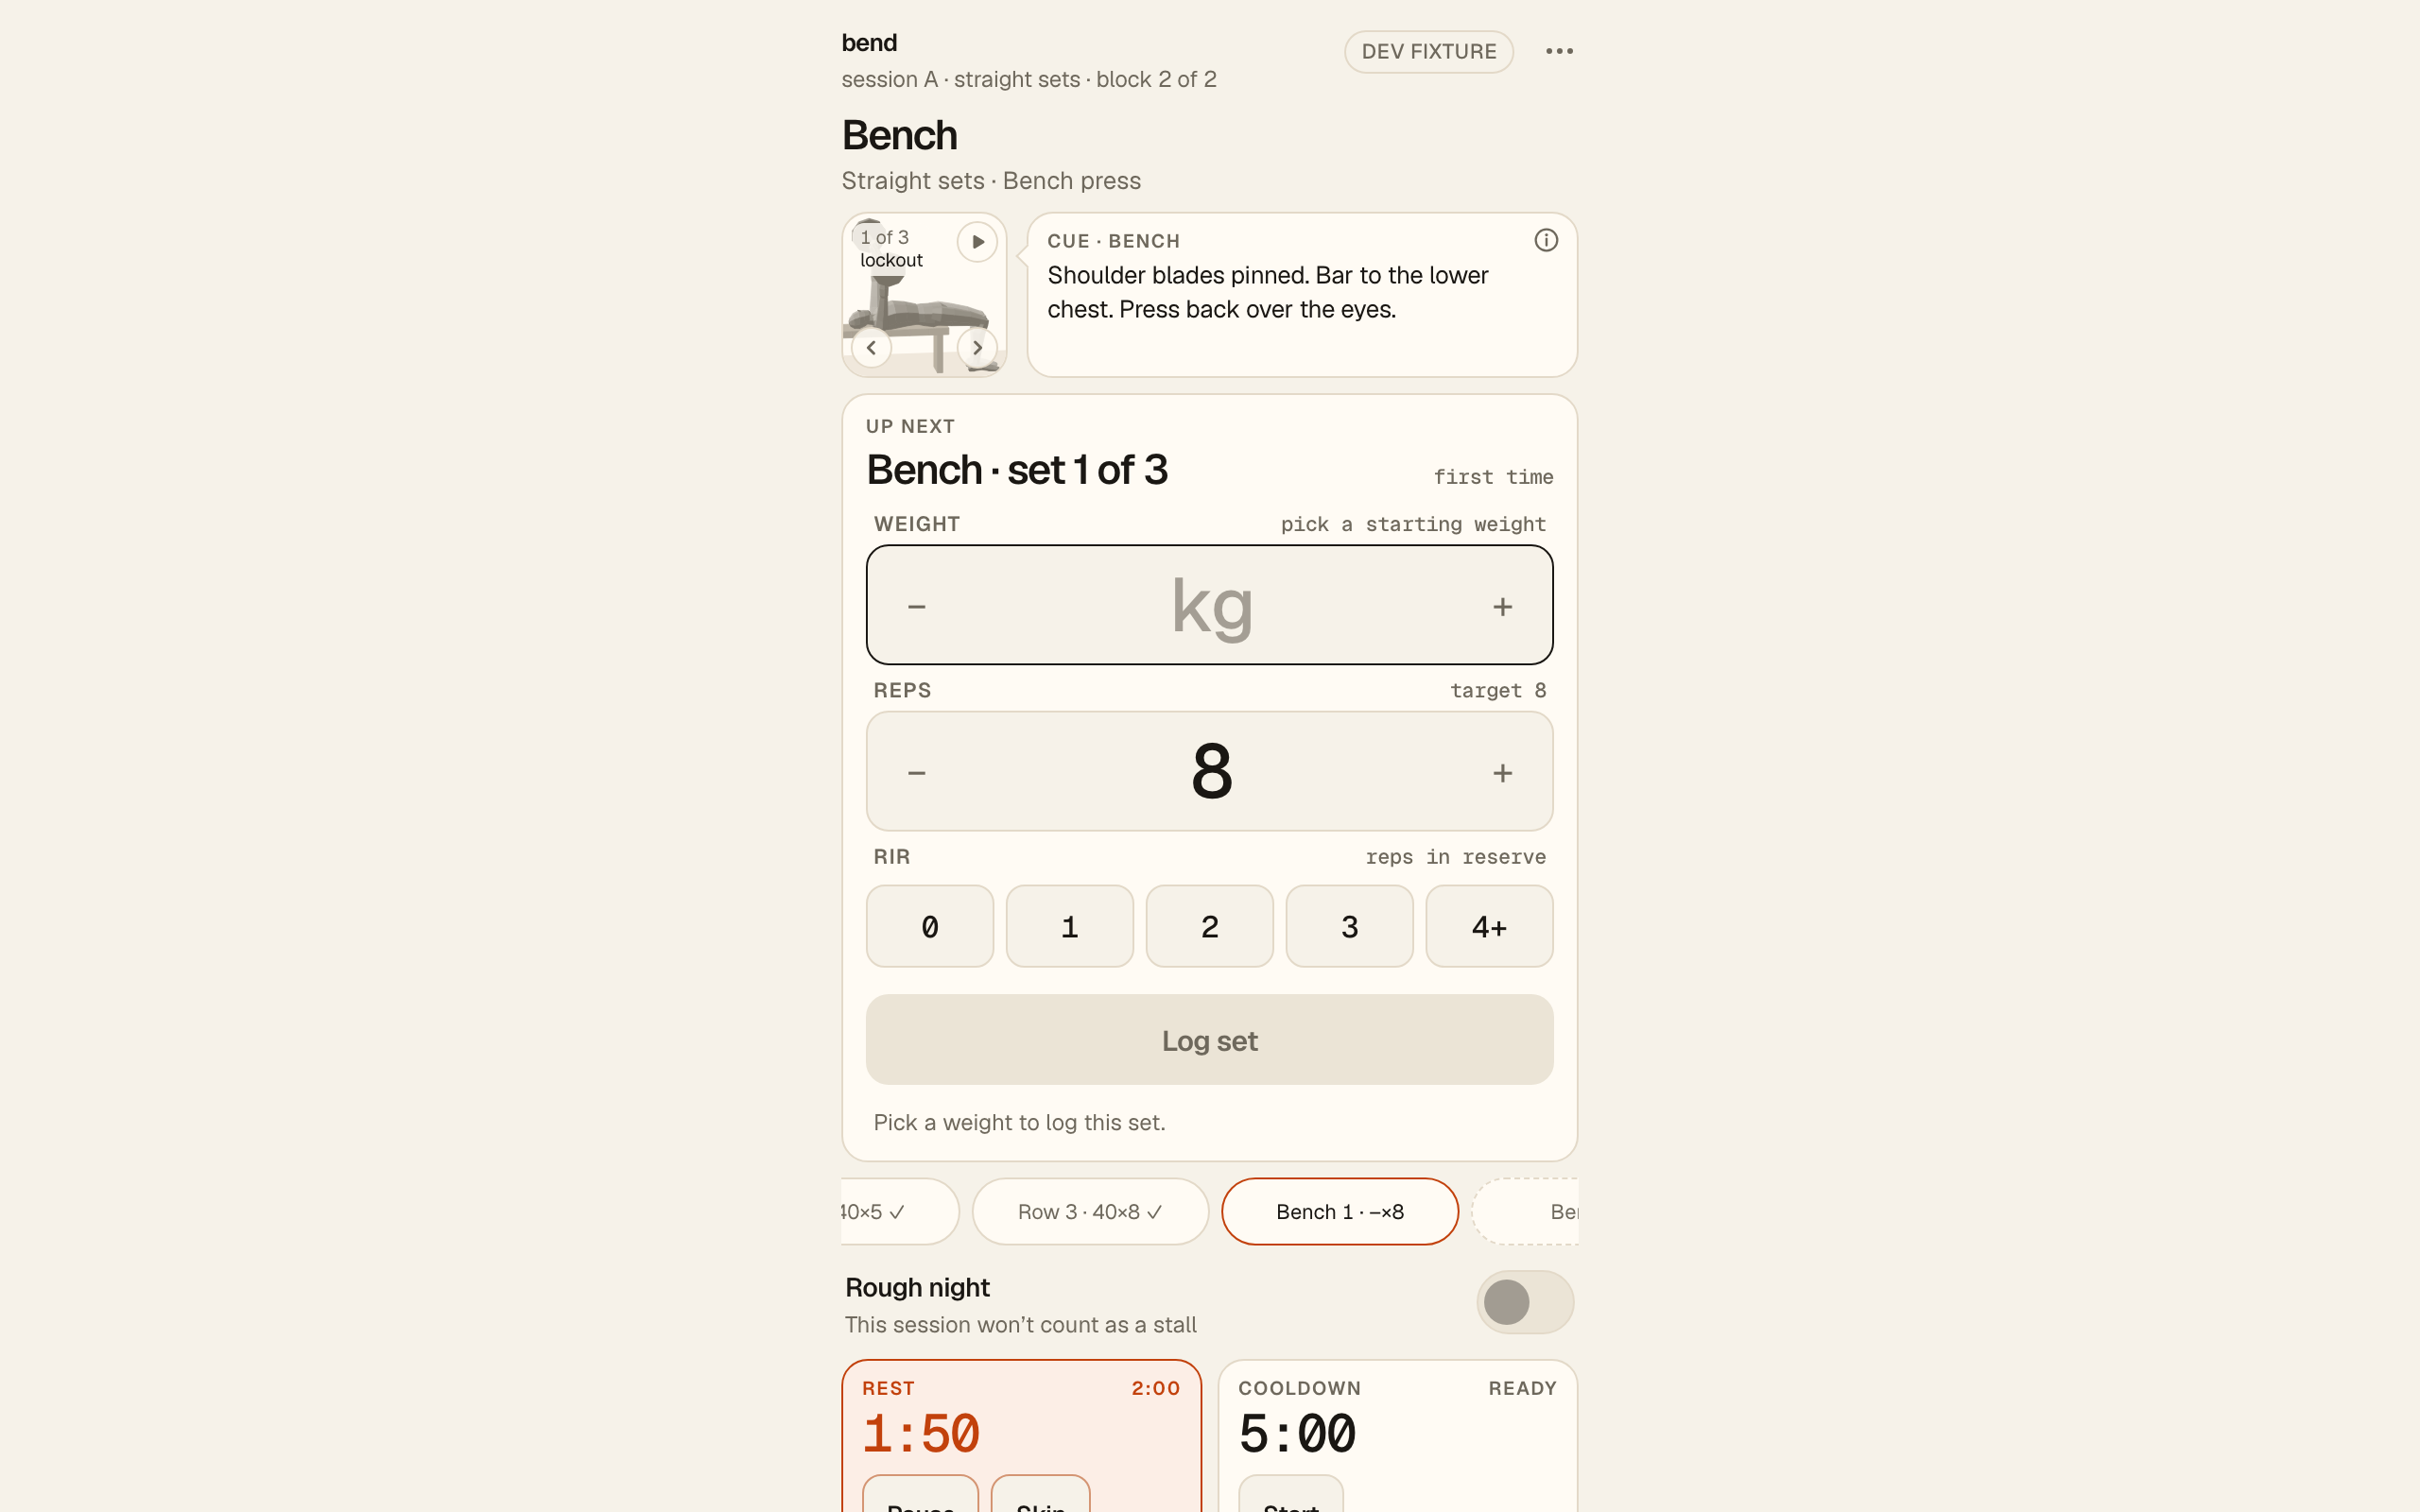 bend
DEV FIXTURE
session A · straight sets · block 2 of 2
Bench
Straight sets · Bench press
1 of 3
lockout
CUE · BENCH
Shoulder blades pinned. Bar to the lower
chest. Press back over the eyes.
UP NEXT
Bench · set 1 of 3
first time
WEIGHT
pick a starting weight
− kg +
REPS
target 8
− 8 +
RIR
reps in reserve
0 1 2 3 4+
Log set
Pick a weight to log this set.
40×5 ✓
Row 3 · 40×8 ✓
Bench 1 · –×8
Rough night
This session won’t count as a stall
REST 2:00
1:50
Pause Skip
COOLDOWN READY
5:00
Start